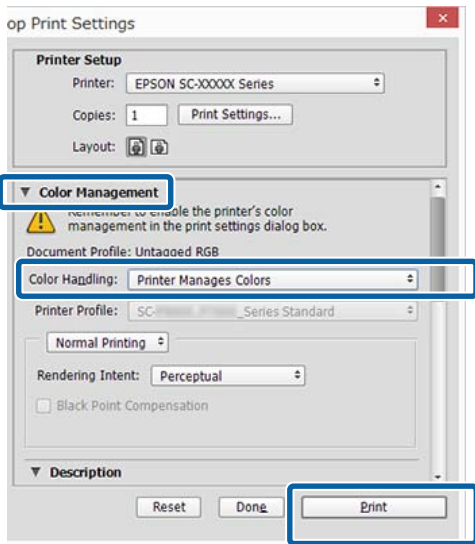 op Print Settings
Printer Setup
Printer: EPSON SC-XXXXX Series
Copies: 1 Print Settings...
Layout:
Color Management
Remember to enable the printer's color
management in the print settings dialog box.
Document Profile: Untagged RGB
Color Handling: Printer Manages Colors
Printer Profile: SC- _Series Standard
Normal Printing
Rendering Intent: Perceptual
Black Point Compensation
Description
Reset Done Print